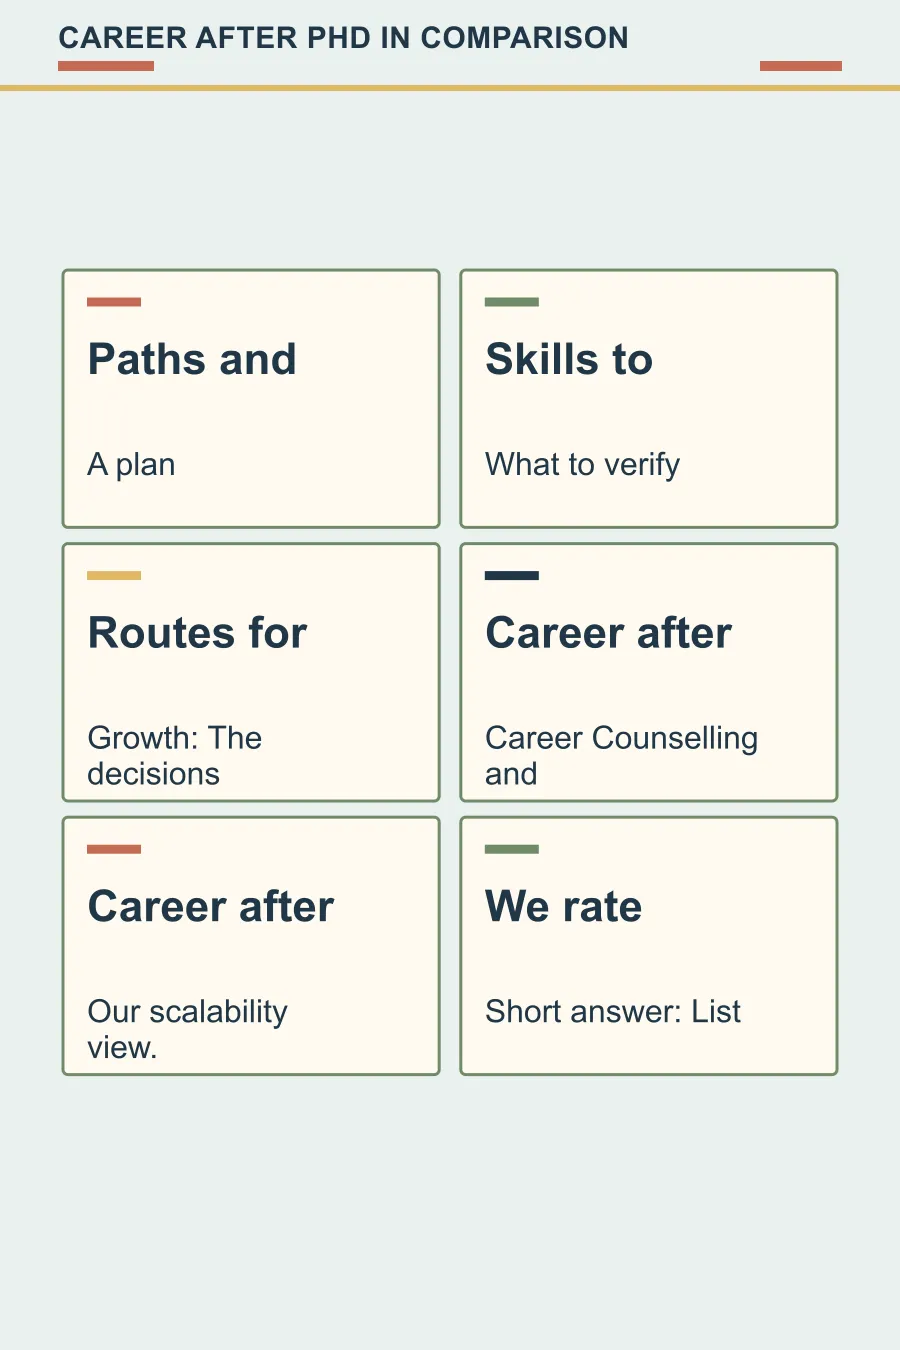 CAREER AFTER PHD IN COMPARISON
Paths and
A plan
Skills to
What to verify
Routes for
Growth: The
decisions
Career after
Career Counselling
and
Career after
Our scalability
view.
We rate
Short answer: List